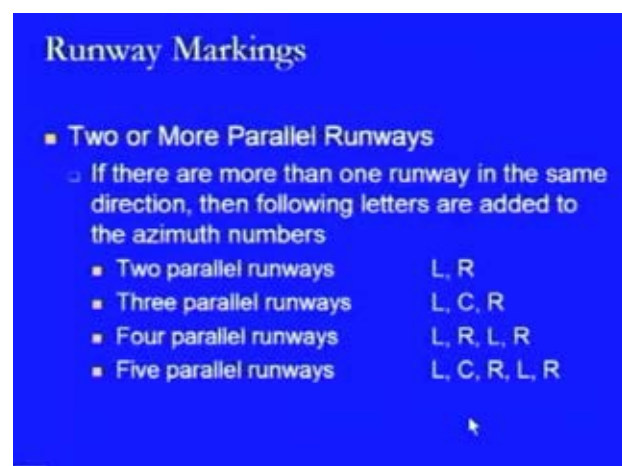 Runway Markings
Two or More Parallel Runways
If there are more than one runway in the same
direction, then following letters are added to
the azimuth numbers
Two parallel runways L, R
Three parallel runways L, C, R
Four parallel runways L, R, L, R
Five parallel runways L, C, R, L, R